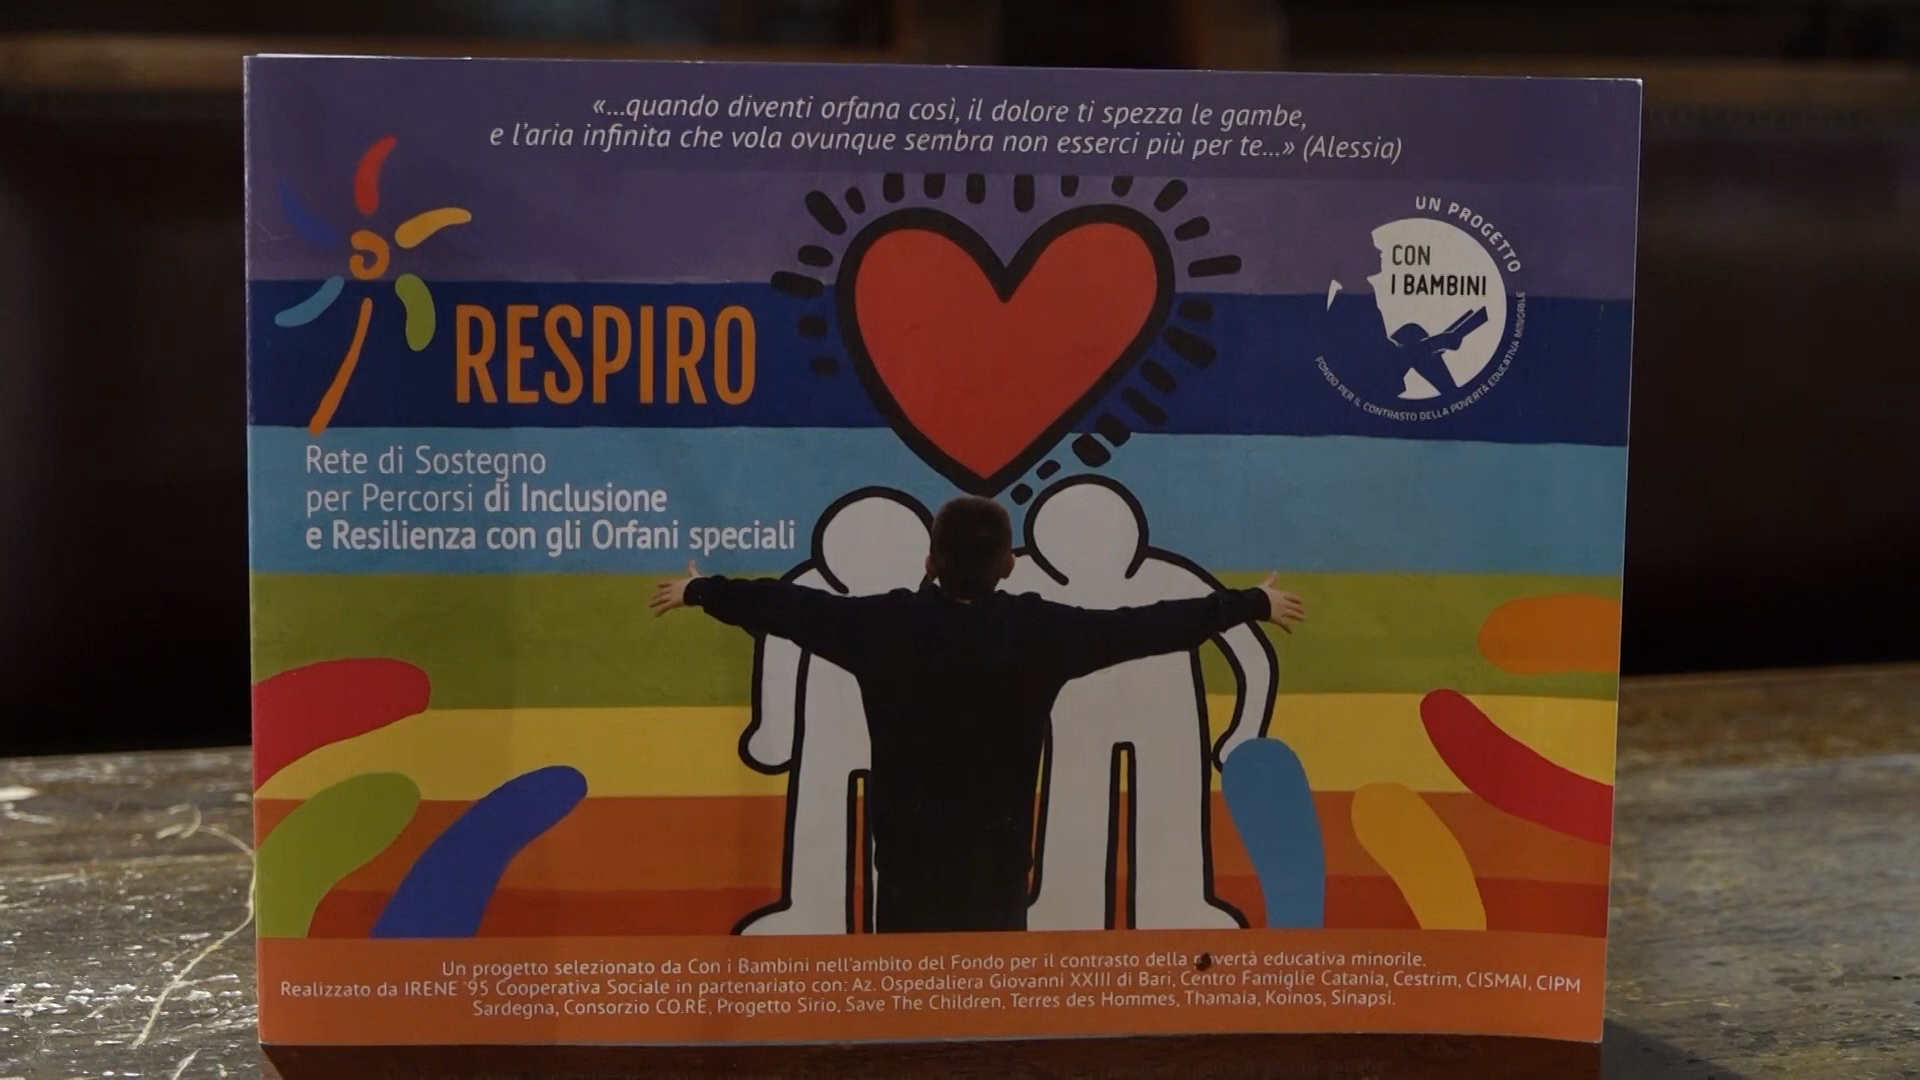 «...quando diventi orfana così, il dolore ti spezza le gambe,
e l'aria infinita che vola ovunque sembra non esserci più per te...» (Alessia)
UN PROGETTO
CON
I BAMBINI
FONDO PER IL CONTRASTO DELLA POVERTÀ EDUCATIVA MINORILE
RESPIRO
Rete di Sostegno
per Percorsi di Inclusione
e Resilienza con gli Orfani speciali
Un progetto selezionato da Con i Bambini nell'ambito del Fondo per il contrasto della povertà educativa minorile.
Realizzato da IRENE '95 Cooperativa Sociale in partenariato con: Az. Ospedaliera Giovanni XXIII di Bari, Centro Famiglie Catania, Cestrim, CISMAI, CIPM
Sardegna, Consorzio CO.RE, Progetto Sirio, Save The Children, Terres des Hommes, Thamaia, Koinos, Sinapsi.